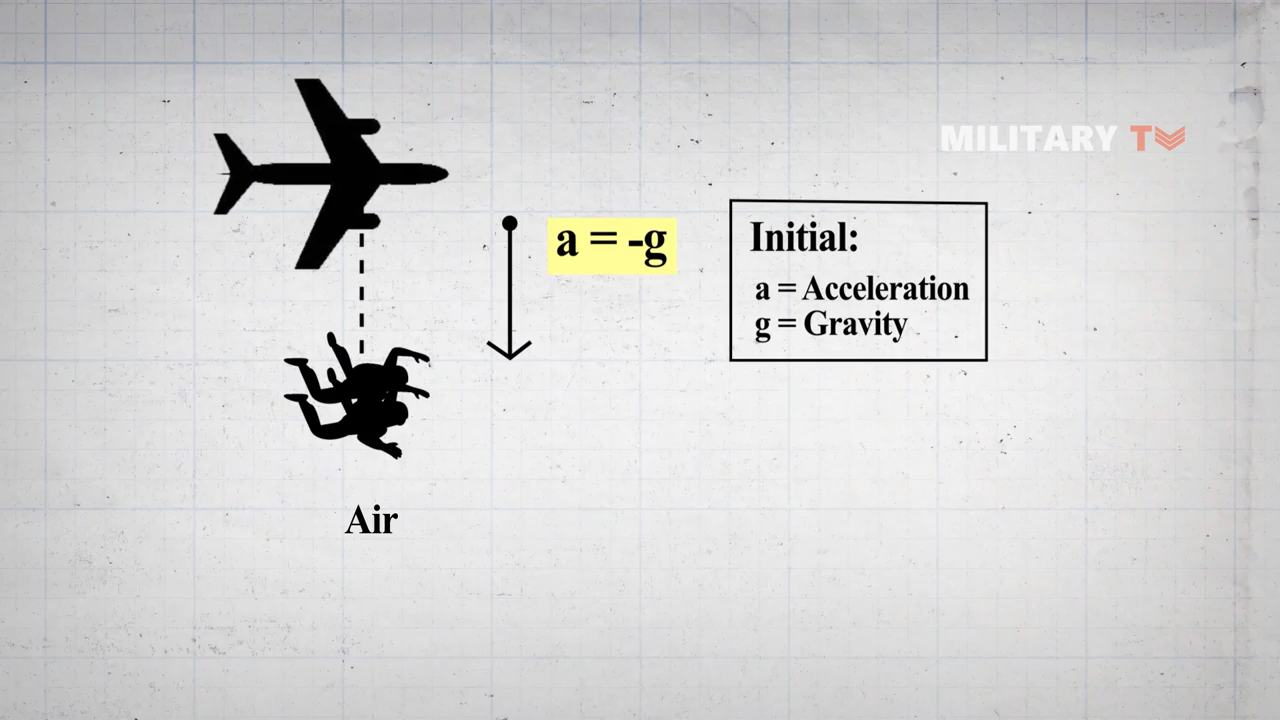 MILITARY TV
a = -g
Initial:
a = Acceleration
g = Gravity
Air